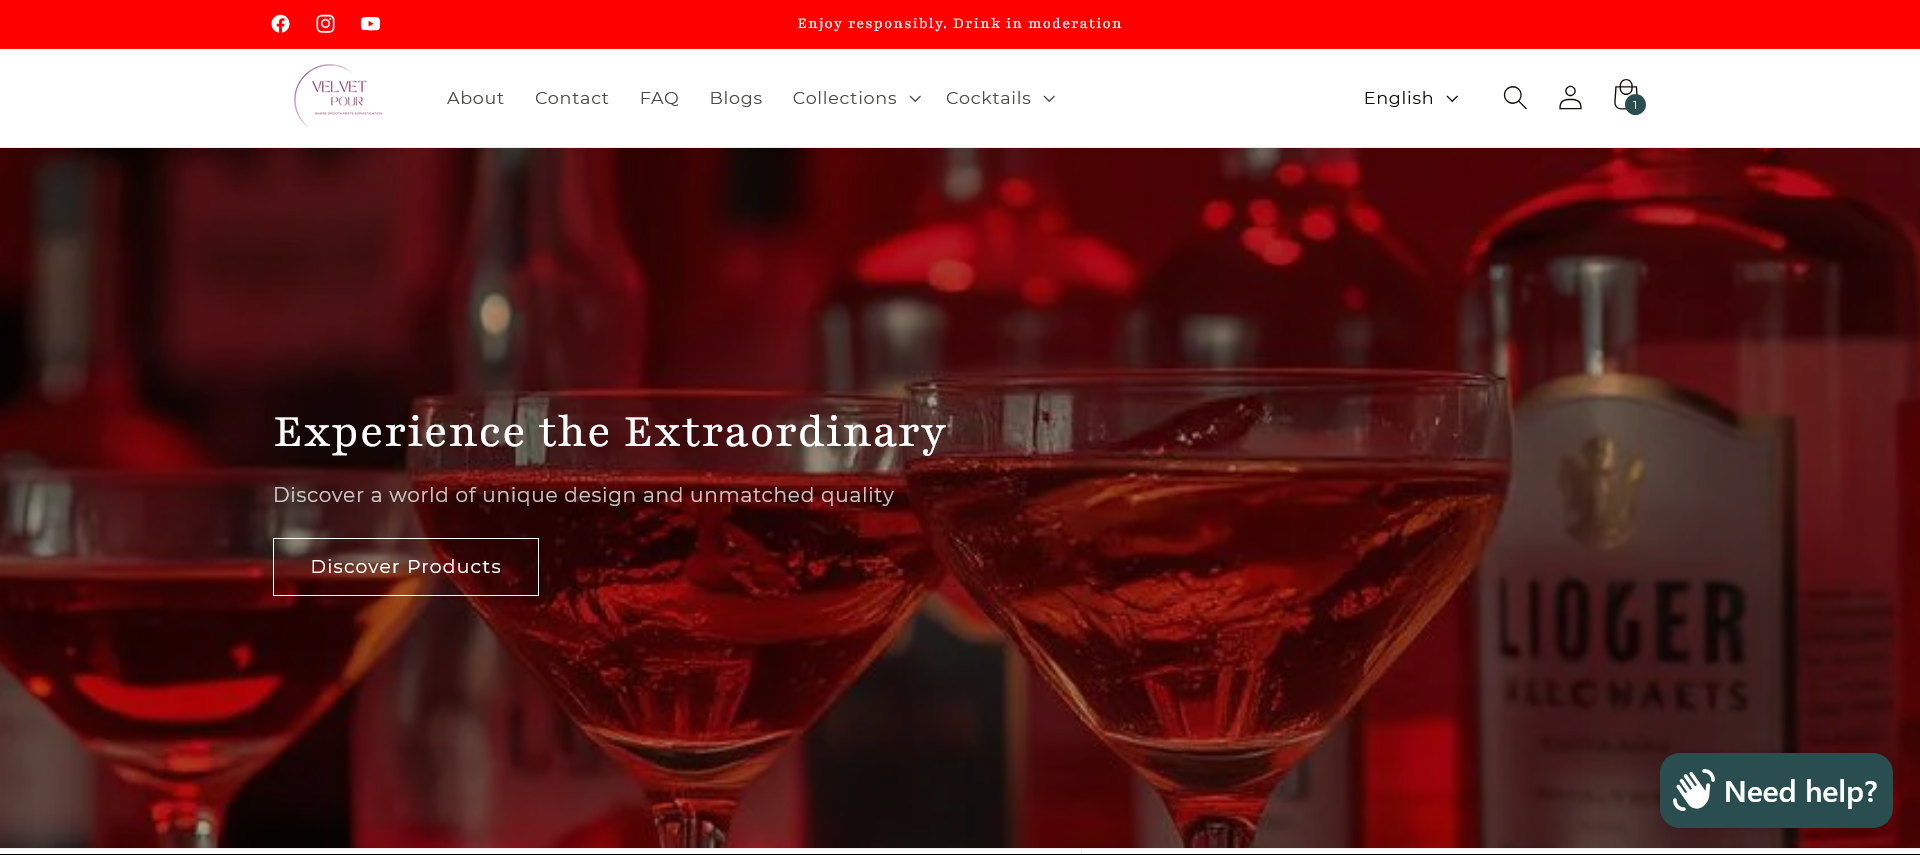 Enjoy responsibly. Drink in moderation
VELVET
POUR
About
Contact
FAQ
Blogs
Collections
Cocktails
English
1
Experience the Extraordinary
Discover a world of unique design and unmatched quality
Discover Products
LIOGER
Need help?